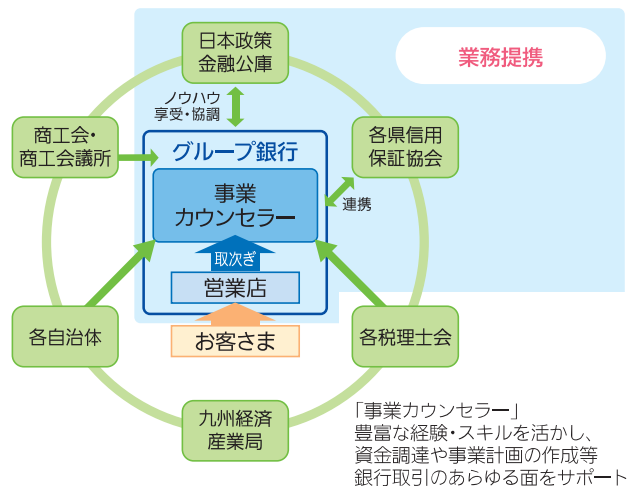 日本政策
金融公庫
業務提携
ノウハウ
享受・協調
商工会・
商工会議所
グループ銀行
各県信用
保証協会
事業
カウンセラー
連携
取次ぎ
営業店
お客さま
各自治体
各税理士会
九州経済
産業局
「事業カウンセラー」
豊富な経験・スキルを活かし、
資金調達や事業計画の作成等
銀行取引のあらゆる面をサポート